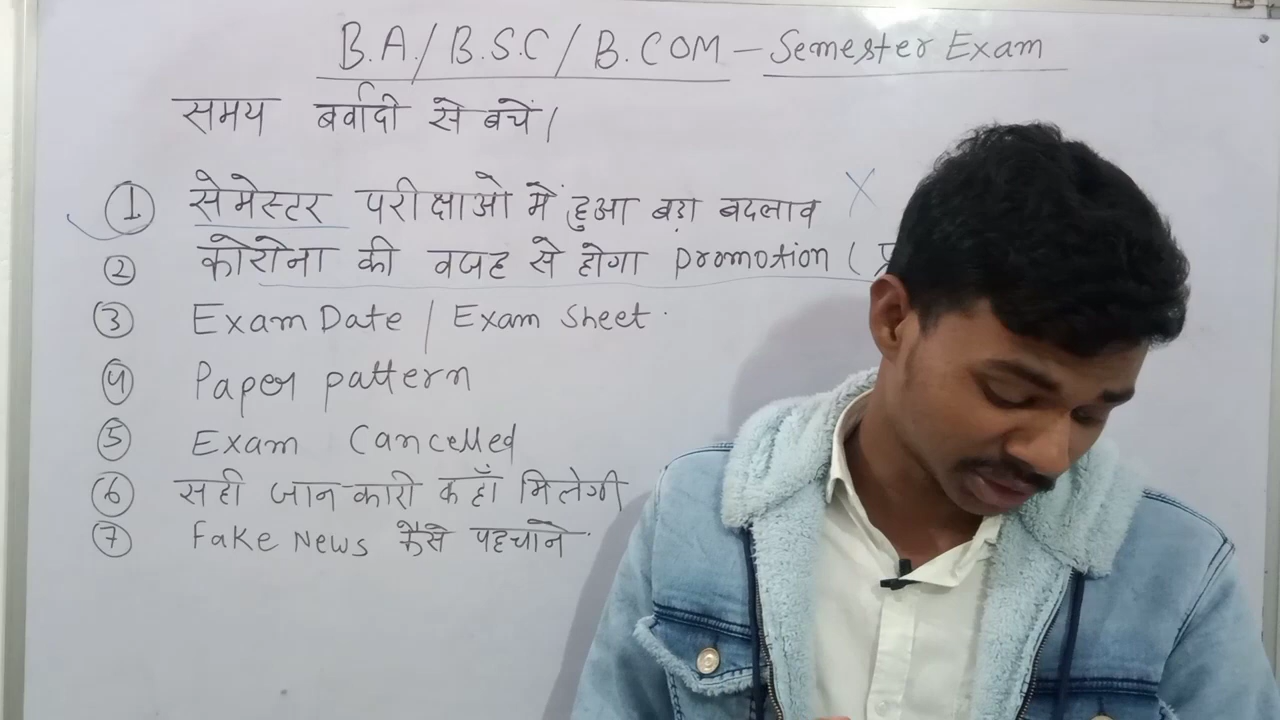 B.A./B.S.C/B.COM – Semester Exam
समय बर्वादी से बचें।
① सेमेस्टर परीक्षाओ में हुआ बड़ा बदलाव X
② कोरोना की वजह से होगा promotion (
③ Exam Date / Exam Sheet.
④ Paper pattern
⑤ Exam Cancelled
⑥ सही जानकारी कहाँ मिलेगी
⑦ Fake News कैसे पहचाने